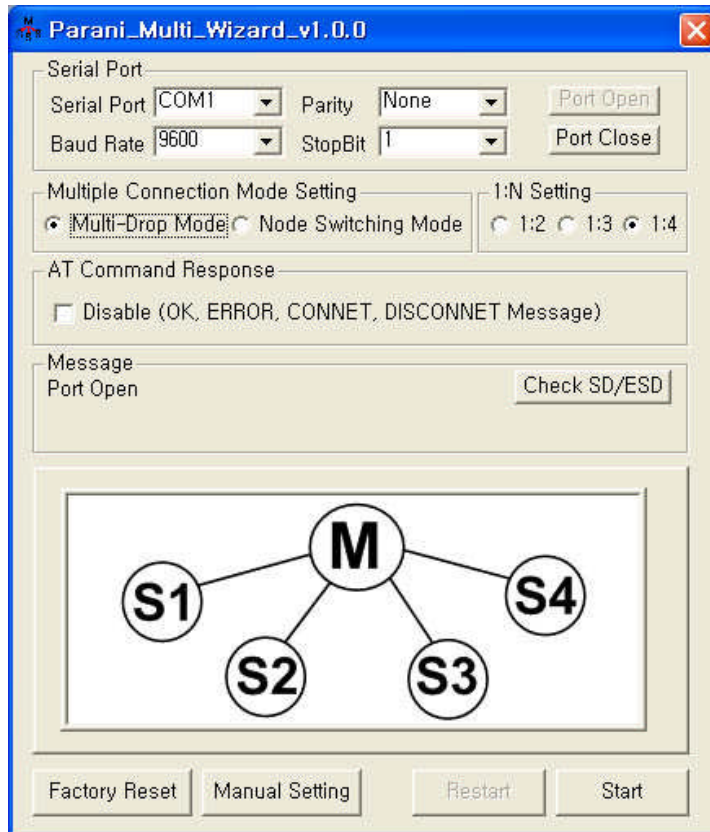 Parani_Multi_Wizard_v1.0.0
Serial Port
Serial Port COM1 Parity None Port Open
Baud Rate 9600 StopBit 1 Port Close
Multiple Connection Mode Setting 1:N Setting
Multi-Drop Mode Node Switching Mode 1:2 1:3 1:4
AT Command Response
Disable (OK, ERROR, CONNET, DISCONNET Message)
Message
Port Open Check SD/ESD
M
S1 S4
S2 S3
Factory Reset Manual Setting Restart Start